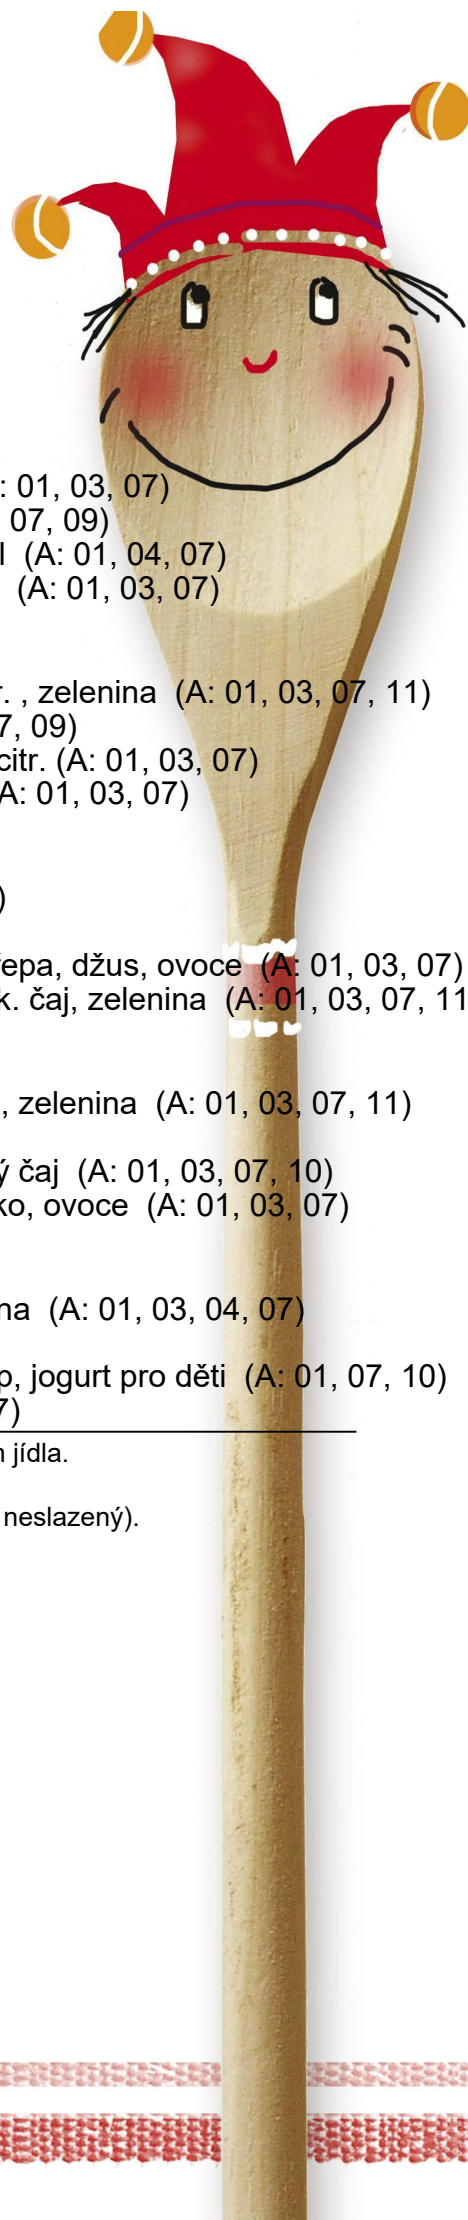 : 01, 03, 07)
07, 09)
l (A: 01, 04, 07)
(A: 01, 03, 07)
r. , zelenina (A: 01, 03, 07, 11)
7, 09)
citr. (A: 01, 03, 07)
A: 01, 03, 07)
)
řepa, džus, ovoce (A: 01, 03, 07)
k. čaj, zelenina (A: 01, 03, 07, 11
, zelenina (A: 01, 03, 07, 11)
ý čaj (A: 01, 03, 07, 10)
ko, ovoce (A: 01, 03, 07)
na (A: 01, 03, 04, 07)
o, jogurt pro děti (A: 01, 07, 10)
7)
n jídla.
neslazený).